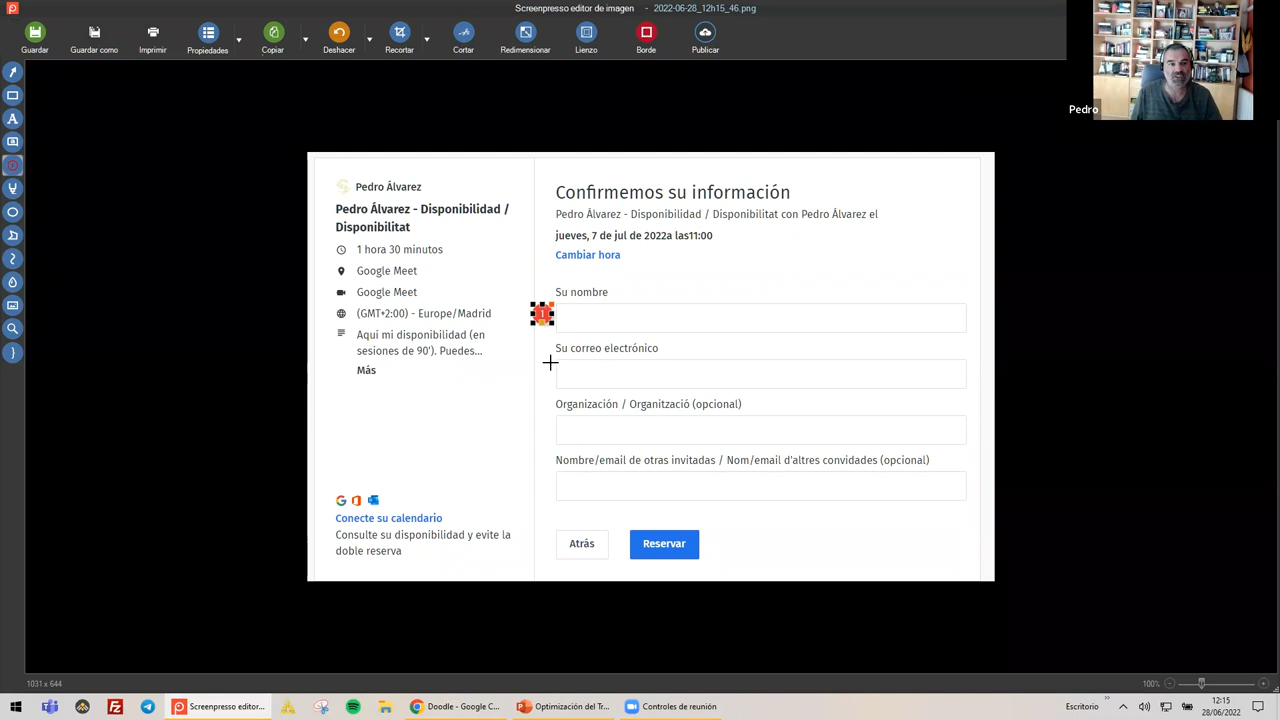 Screenpresso editor de imagen - 2022-06-28_12h15_46.png
Guardar
Guardar como
Imprimir
Propiedades
Copiar
Deshacer
Recortar
Cortar
Redimensionar
Lienzo
Borde
Publicar
Pedro
Pedro Álvarez
Pedro Álvarez - Disponibilidad /
Disponibilitat
1 hora 30 minutos
Google Meet
Google Meet
(GMT+2:00) - Europe/Madrid
Aquí mi disponibilidad (en
sesiones de 90'). Puedes...
Más
Conecte su calendario
Consulte su disponibilidad y evite la
doble reserva
Confirmemos su información
Pedro Álvarez - Disponibilidad / Disponibilitat con Pedro Álvarez el
jueves, 7 de jul de 2022a las11:00
Cambiar hora
Su nombre
1
Su correo electrónico
Organización / Organització (opcional)
Nombre/email de otras invitadas / Nom/email d'altres convidades (opcional)
Atrás
Reservar
1031 x 644
100%
Screenpresso editor...
Doodle - Google C...
Optimización del Tr...
Controles de reunión
Escritorio
12:15
28/06/2022